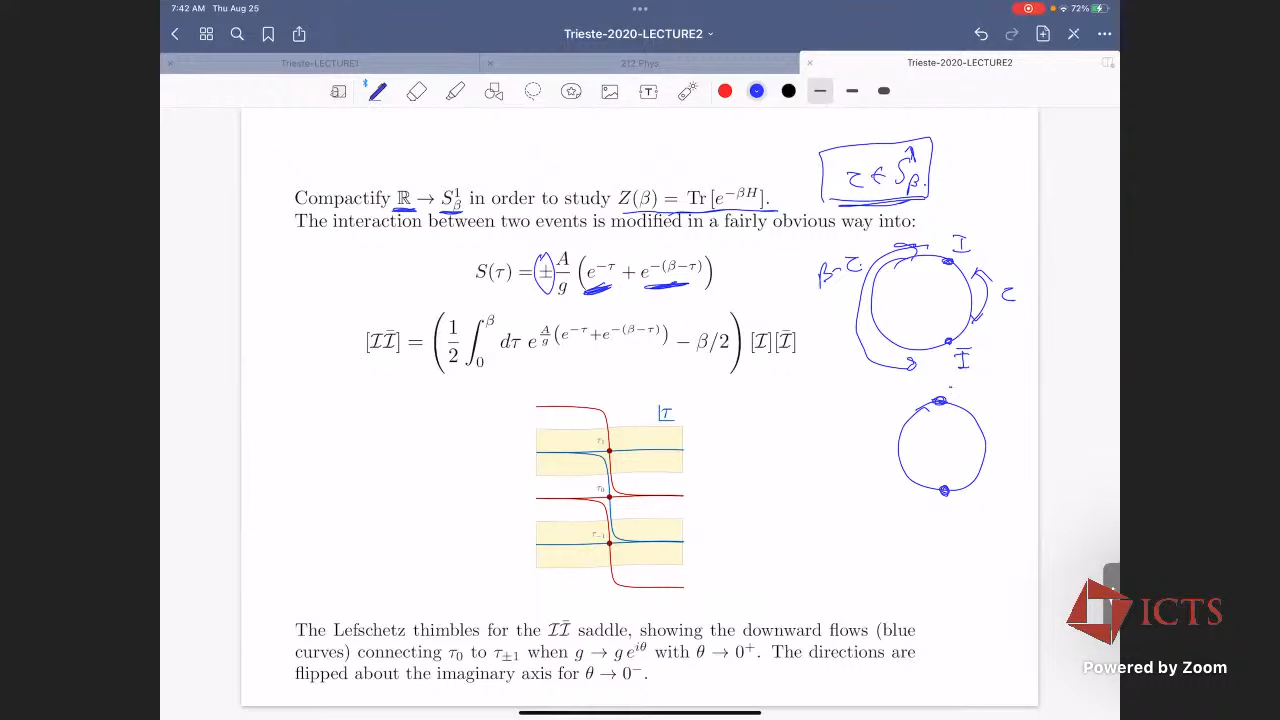 7:42 AM Thu Aug 25
72%
Trieste-2020-LECTURE2
Trieste-LECTURE1
212 Phys
Trieste-2020-LECTURE2
τ ∈ S¹_β.
Compactify ℝ → S¹_β in order to study Z(β) = Tr [e^{−βH}].
The interaction between two events is modified in a fairly obvious way into:
S(τ) = ± A/g (e^{−τ} + e^{−(β−τ)})
I
β−τ
τ
Ī
[𝓘𝓘̄] = (1/2 ∫_0^β dτ e^{A/g (e^{−τ}+e^{−(β−τ)})} − β/2) [𝓘][𝓘̄]
τ
τ₁
τ₀
τ₋₁
The Lefschetz thimbles for the 𝓘𝓘̄ saddle, showing the downward flows (blue
curves) connecting τ₀ to τ_{±1} when g → g e^{iθ} with θ → 0⁺. The directions are
flipped about the imaginary axis for θ → 0⁻.
ICTS
Powered by Zoom